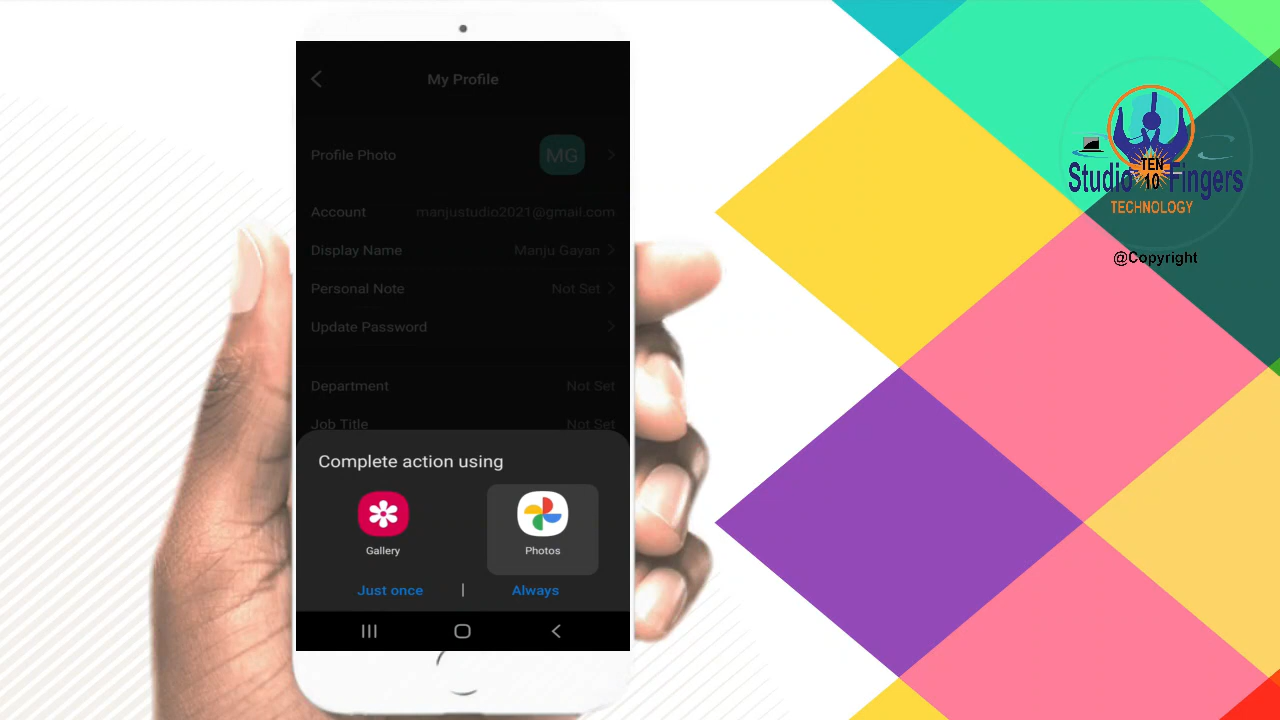 My Profile
Profile Photo MG
Account manjustudio2021@gmail.com
Display Name Manju Gayan
Personal Note Not Set
Update Password
Department Not Set
Job Title Not Set
Complete action using
Gallery Photos
Just once | Always
TEN
Studio 10 Fingers
TECHNOLOGY
@Copyright